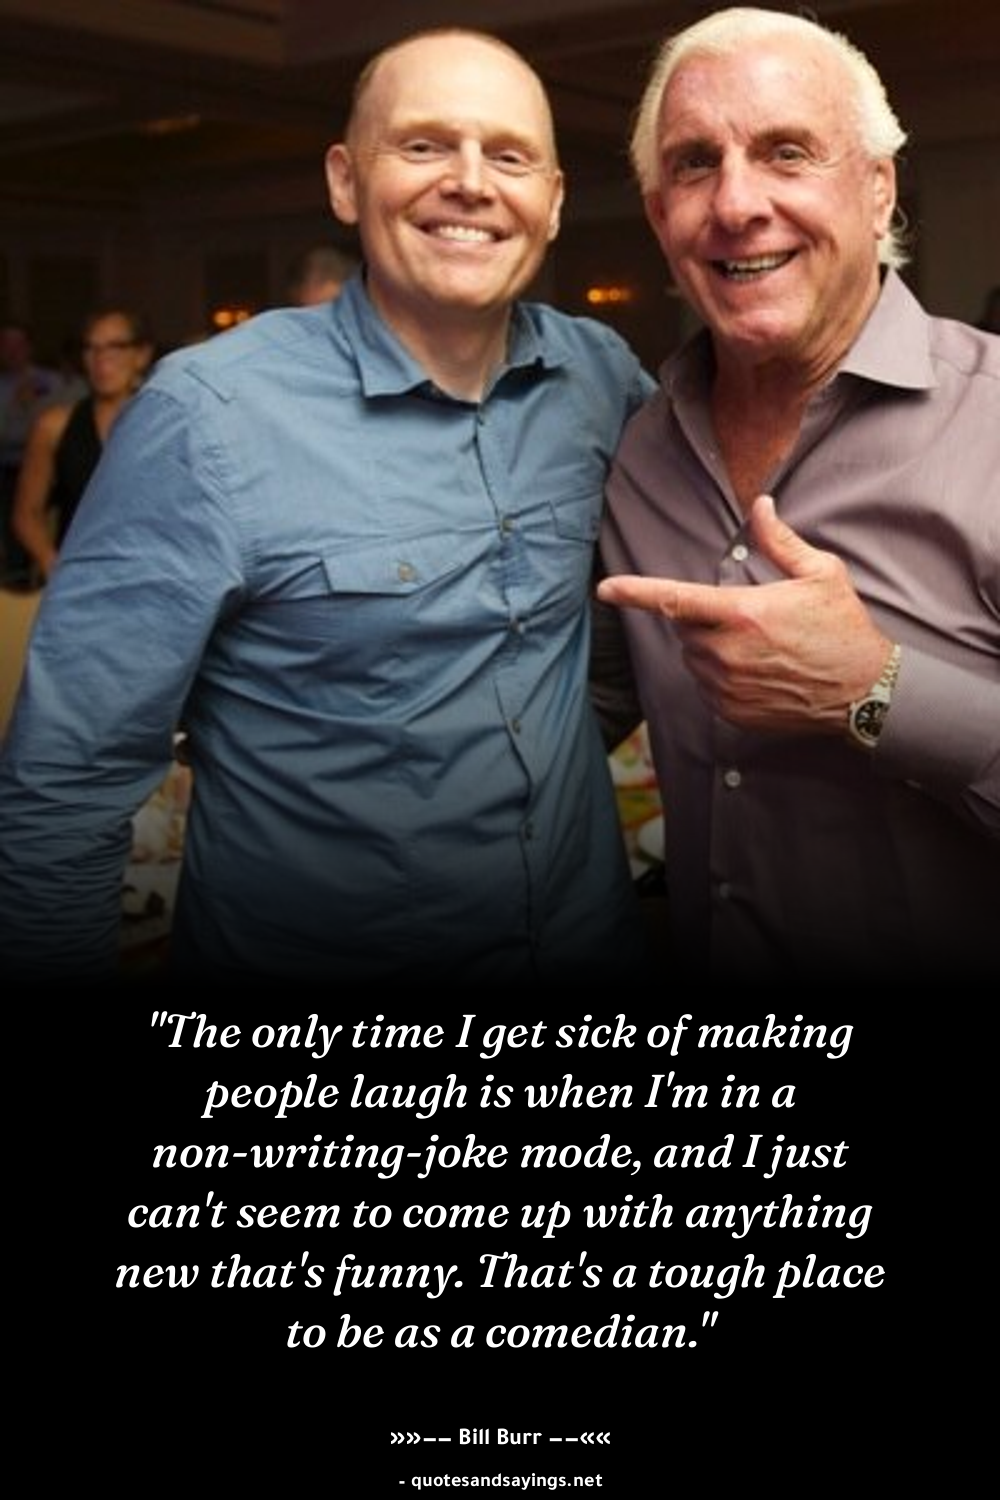 "The only time I get sick of making
people laugh is when I'm in a
non-writing-joke mode, and I just
can't seem to come up with anything
new that's funny. That's a tough place
to be as a comedian."
»»−− Bill Burr −−««
- quotesandsayings.net